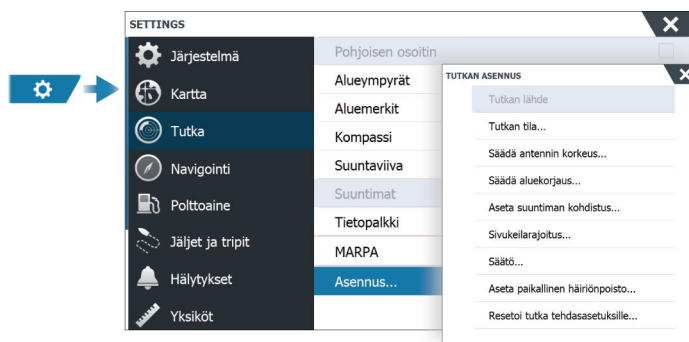 SETTINGS
Järjestelmä
Kartta
Tutka
Navigointi
Polttoaine
Jäljet ja tripit
Hälytykset
Yksiköt
Pohjoisen osoitin
Alueympyrät
Aluemerkit
Kompassi
Suuntaviiva
Suuntimat
Tietopalkki
MARPA
Asennus...
TUTKAN ASENNUS
Tutkan lähde
Tutkan tila...
Säädä antennin korkeus...
Säädä aluekorjaus...
Aseta suuntiman kohdistus...
Sivukeilarajoitus...
Säätö...
Aseta paikallinen häiriönpoisto...
Resetoi tutka tehdasasetuksille...